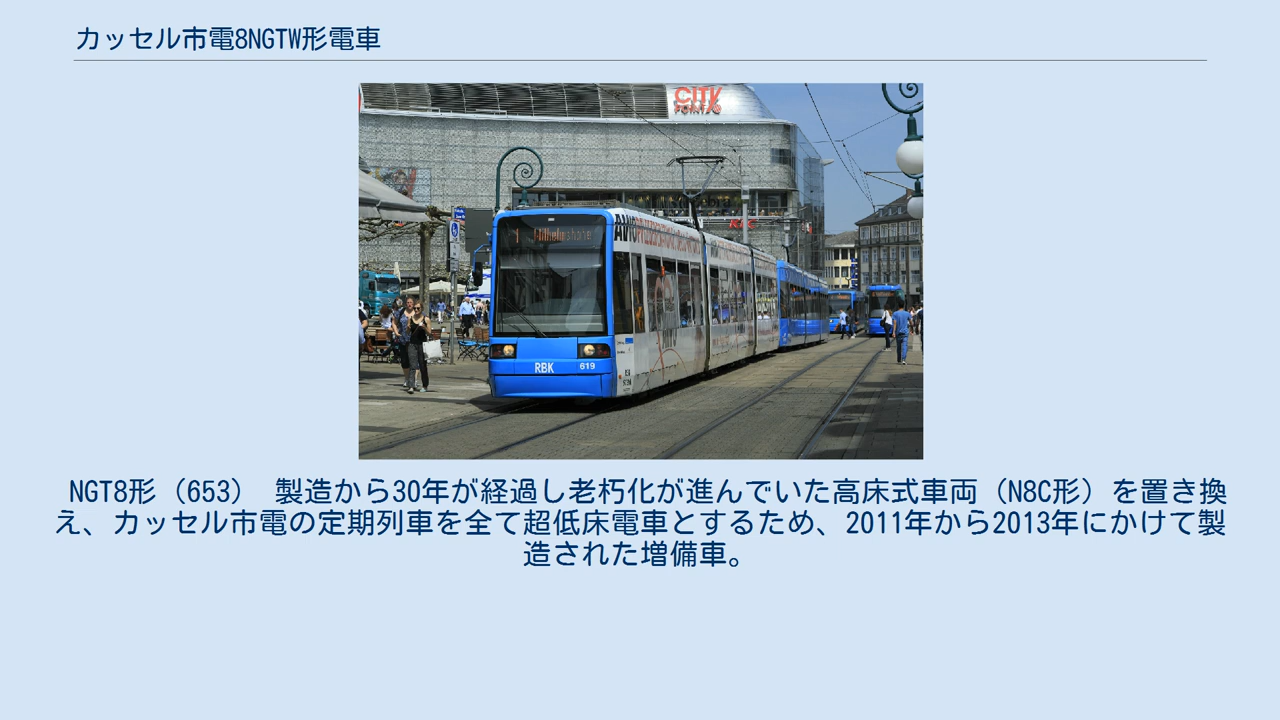 カッセル市電8NGTW形電車
CITY
POINT
1 Wilhelmshöhe
AVIO
RBK
619
NGT8形（653） 製造から30年が経過し老朽化が進んでいた高床式車両（N8C形）を置き換
え、カッセル市電の定期列車を全て超低床電車とするため、2011年から2013年にかけて製
造された増備車。